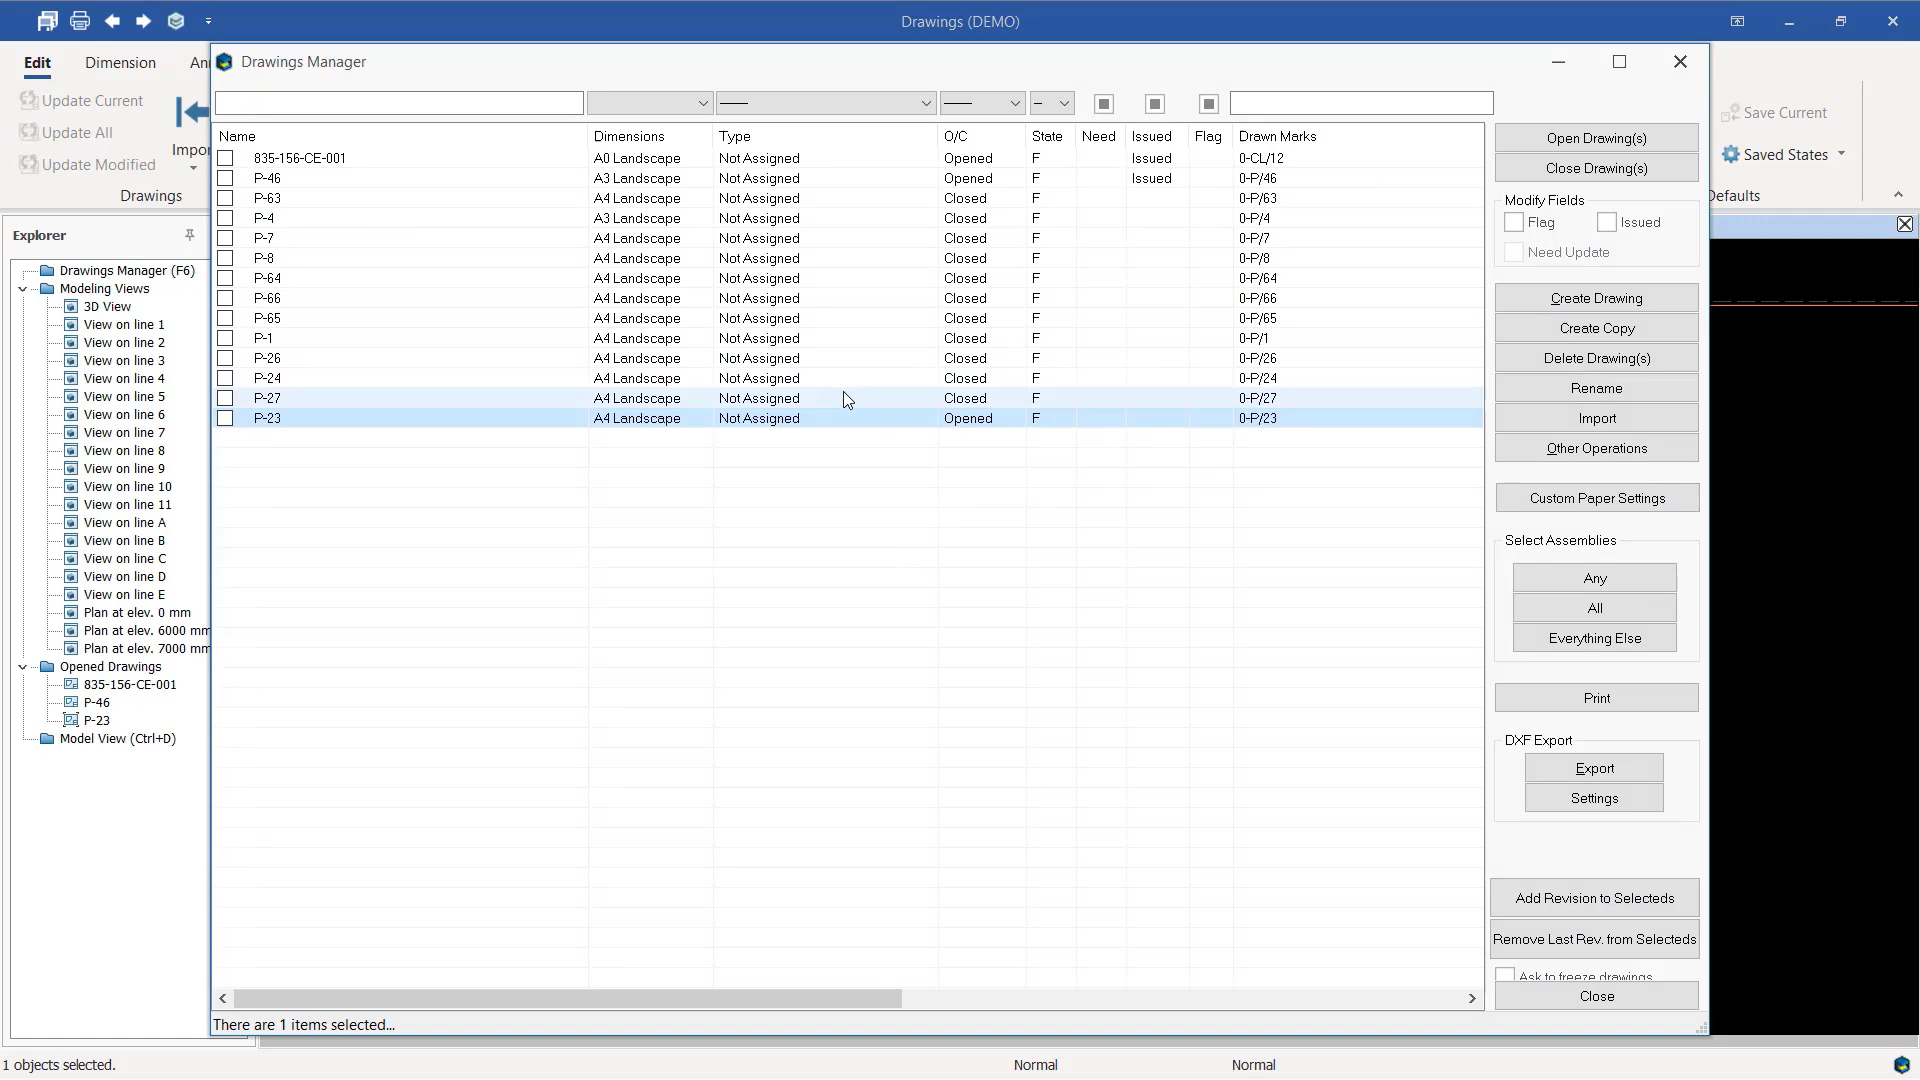 Drawings (DEMO)
Edit
Dimension
An
Update Current
Update All
Update Modified
Impor
Drawings
Save Current
Saved States
Defaults
Drawings Manager
Name Dimensions Type O/C State Need Issued Flag Drawn Marks
835-156-CE-001 A0 Landscape Not Assigned Opened F Issued 0-CL/12
P-46 A3 Landscape Not Assigned Opened F Issued 0-P/46
P-63 A4 Landscape Not Assigned Closed F 0-P/63
P-4 A3 Landscape Not Assigned Closed F 0-P/4
P-7 A4 Landscape Not Assigned Closed F 0-P/7
P-8 A4 Landscape Not Assigned Closed F 0-P/8
P-64 A4 Landscape Not Assigned Closed F 0-P/64
P-66 A4 Landscape Not Assigned Closed F 0-P/66
P-65 A4 Landscape Not Assigned Closed F 0-P/65
P-1 A4 Landscape Not Assigned Closed F 0-P/1
P-26 A4 Landscape Not Assigned Closed F 0-P/26
P-24 A4 Landscape Not Assigned Closed F 0-P/24
P-27 A4 Landscape Not Assigned Closed F 0-P/27
P-23 A4 Landscape Not Assigned Opened F 0-P/23
There are 1 items selected...
Open Drawing(s)
Close Drawing(s)
Modify Fields
Flag Issued
Need Update
Create Drawing
Create Copy
Delete Drawing(s)
Rename
Import
Other Operations
Custom Paper Settings
Select Assemblies
Any
All
Everything Else
Print
DXF Export
Export
Settings
Add Revision to Selecteds
Remove Last Rev. from Selecteds
Ask to freeze drawings
Close
Explorer
Drawings Manager (F6)
Modeling Views
3D View
View on line 1
View on line 2
View on line 3
View on line 4
View on line 5
View on line 6
View on line 7
View on line 8
View on line 9
View on line 10
View on line 11
View on line A
View on line B
View on line C
View on line D
View on line E
Plan at elev. 0 mm
Plan at elev. 6000 mm
Plan at elev. 7000 mm
Opened Drawings
835-156-CE-001
P-46
P-23
Model View (Ctrl+D)
1 objects selected.
Normal
Normal